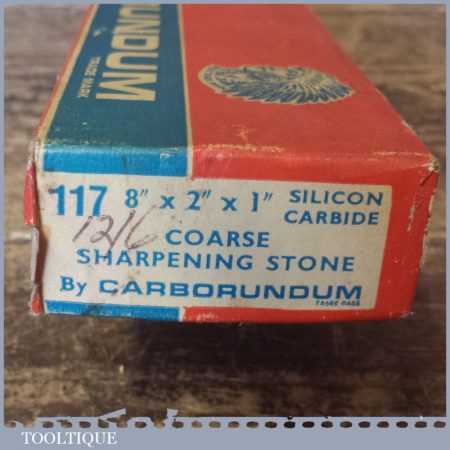 UNDUM
TRADE MARK
117 8" x 2" x 1" SILICON CARBIDE
12/6
COARSE
SHARPENING STONE
By CARBORUNDUM
TRADE MARK
TOOLTIQUE